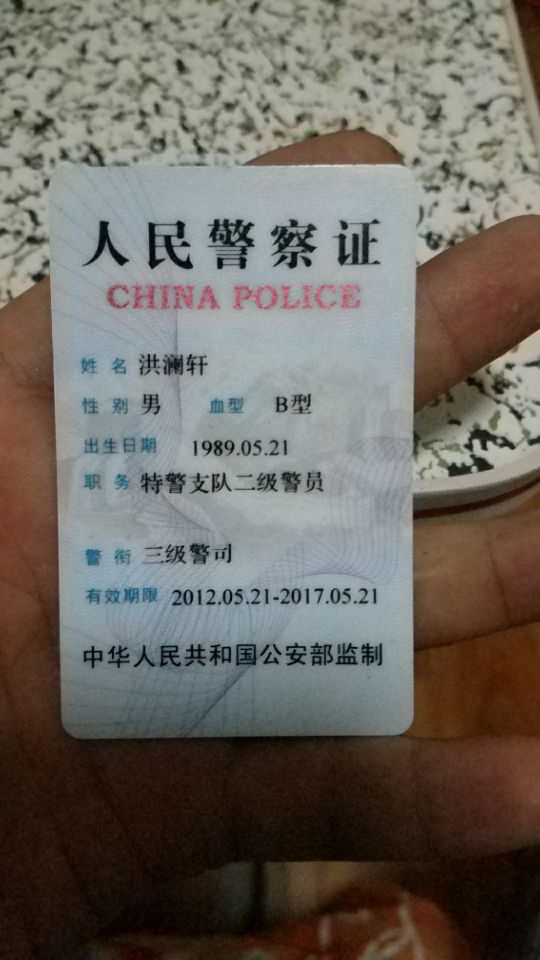 人民警察证
CHINA POLICE
姓名 洪澜轩
性别 男 血型 B型
出生日期 1989.05.21
职务 特警支队二级警员
警衔 三级警司
有效期限 2012.05.21-2017.05.21
中华人民共和国公安部监制